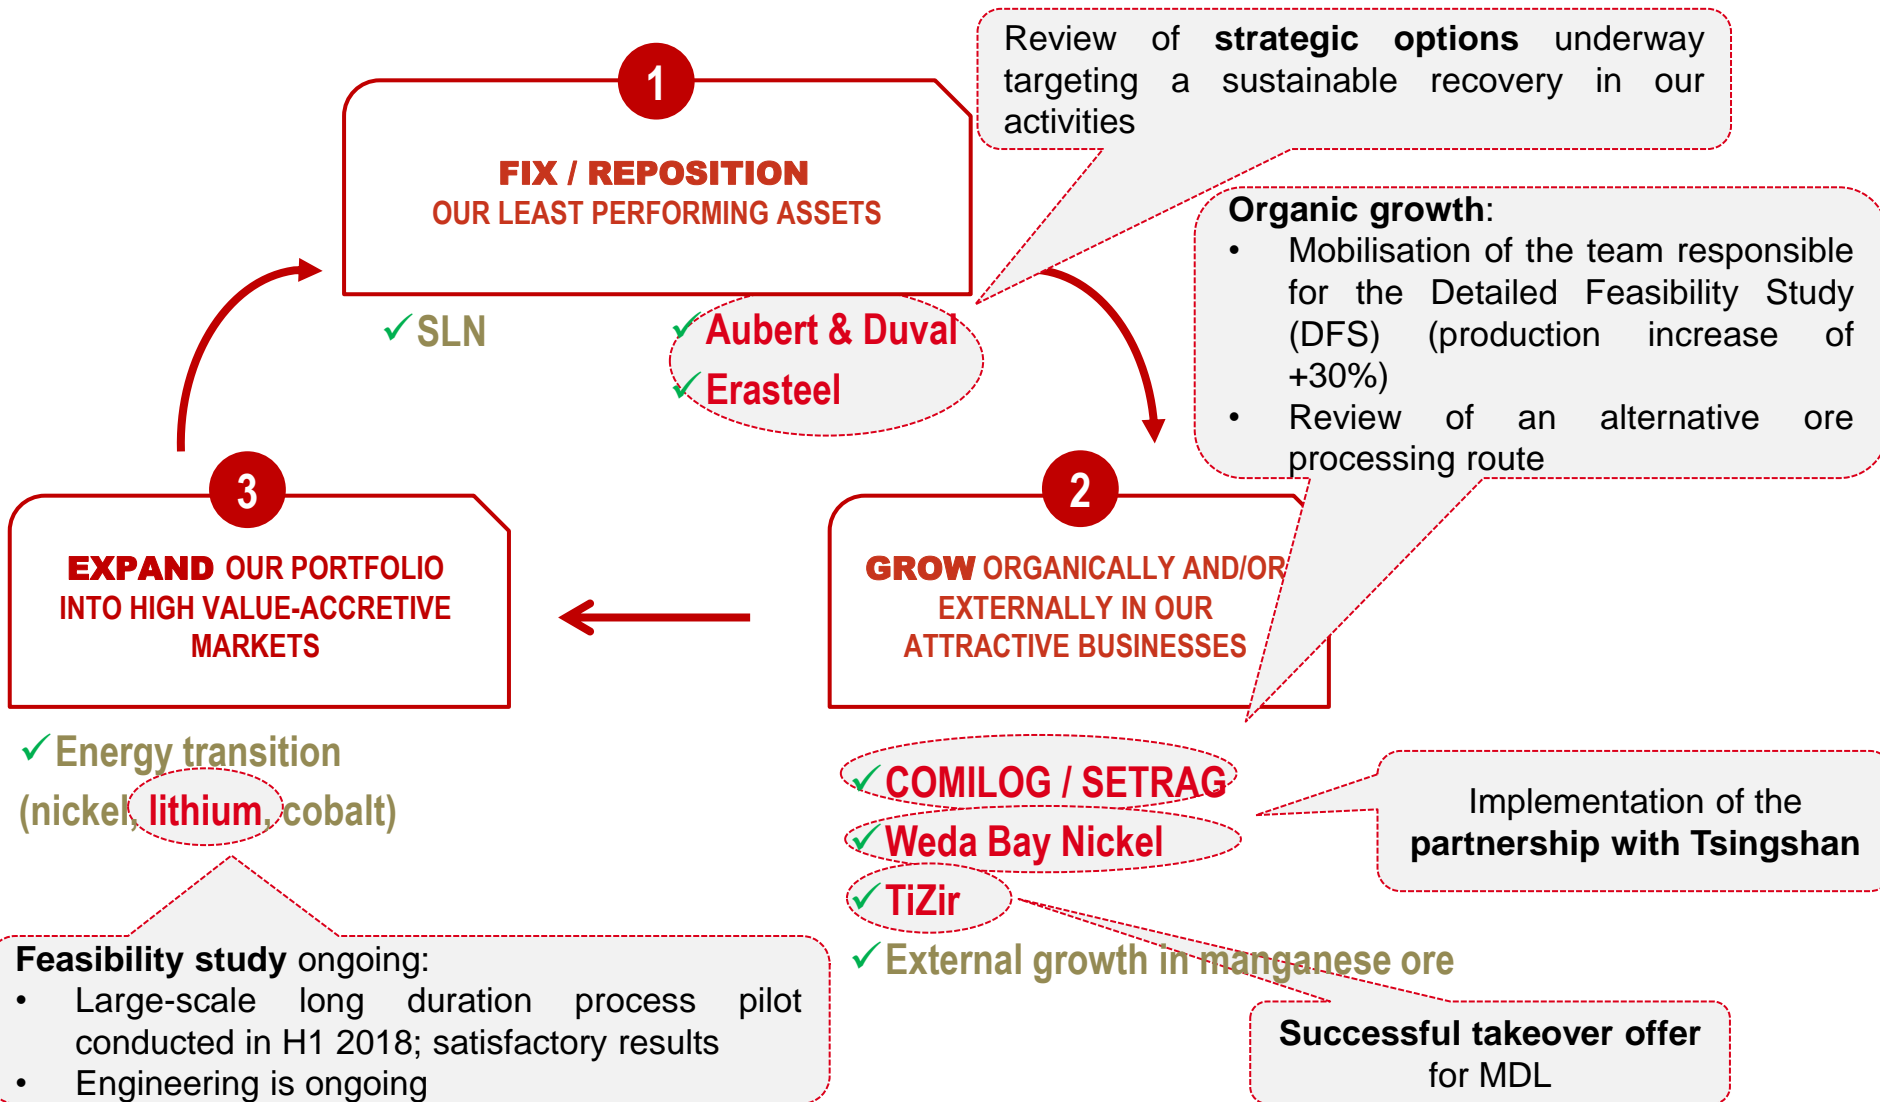 1
FIX / REPOSITION
OUR LEAST PERFORMING ASSETS
✓ SLN
✓ Aubert & Duval
✓ Erasteel
Review of strategic options underway
targeting a sustainable recovery in our
activities
2
GROW ORGANICALLY AND/OR
EXTERNALLY IN OUR
ATTRACTIVE BUSINESSES
✓ COMILOG / SETRAG
✓ Weda Bay Nickel
✓ TiZir
✓ External growth in manganese ore
Organic growth:
• Mobilisation of the team responsible
for the Detailed Feasibility Study
(DFS) (production increase of
+30%)
• Review of an alternative ore
processing route
Implementation of the
partnership with Tsingshan
Successful takeover offer
for MDL
3
EXPAND OUR PORTFOLIO
INTO HIGH VALUE-ACCRETIVE
MARKETS
✓ Energy transition
(nickel, lithium, cobalt)
Feasibility study ongoing:
• Large-scale long duration process pilot
conducted in H1 2018; satisfactory results
• Engineering is ongoing